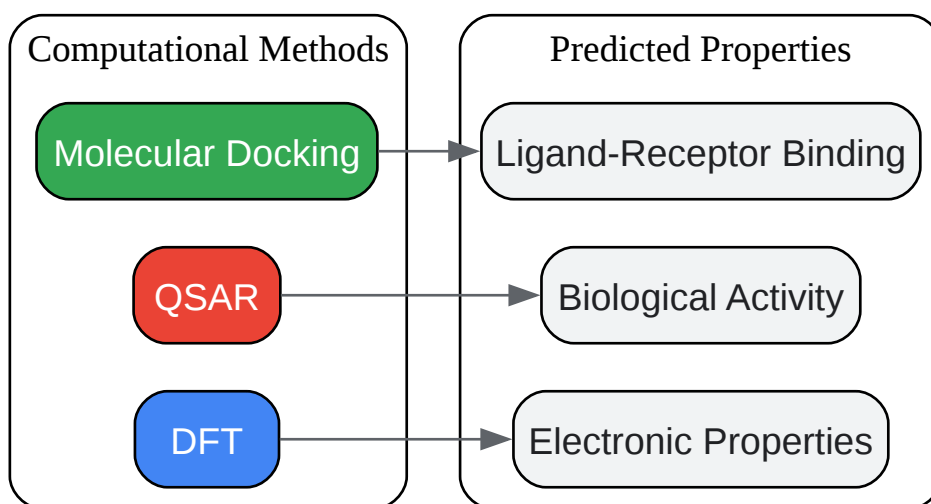 Computational Methods
Predicted Properties
Molecular Docking
Ligand-Receptor Binding
QSAR
Biological Activity
DFT
Electronic Properties